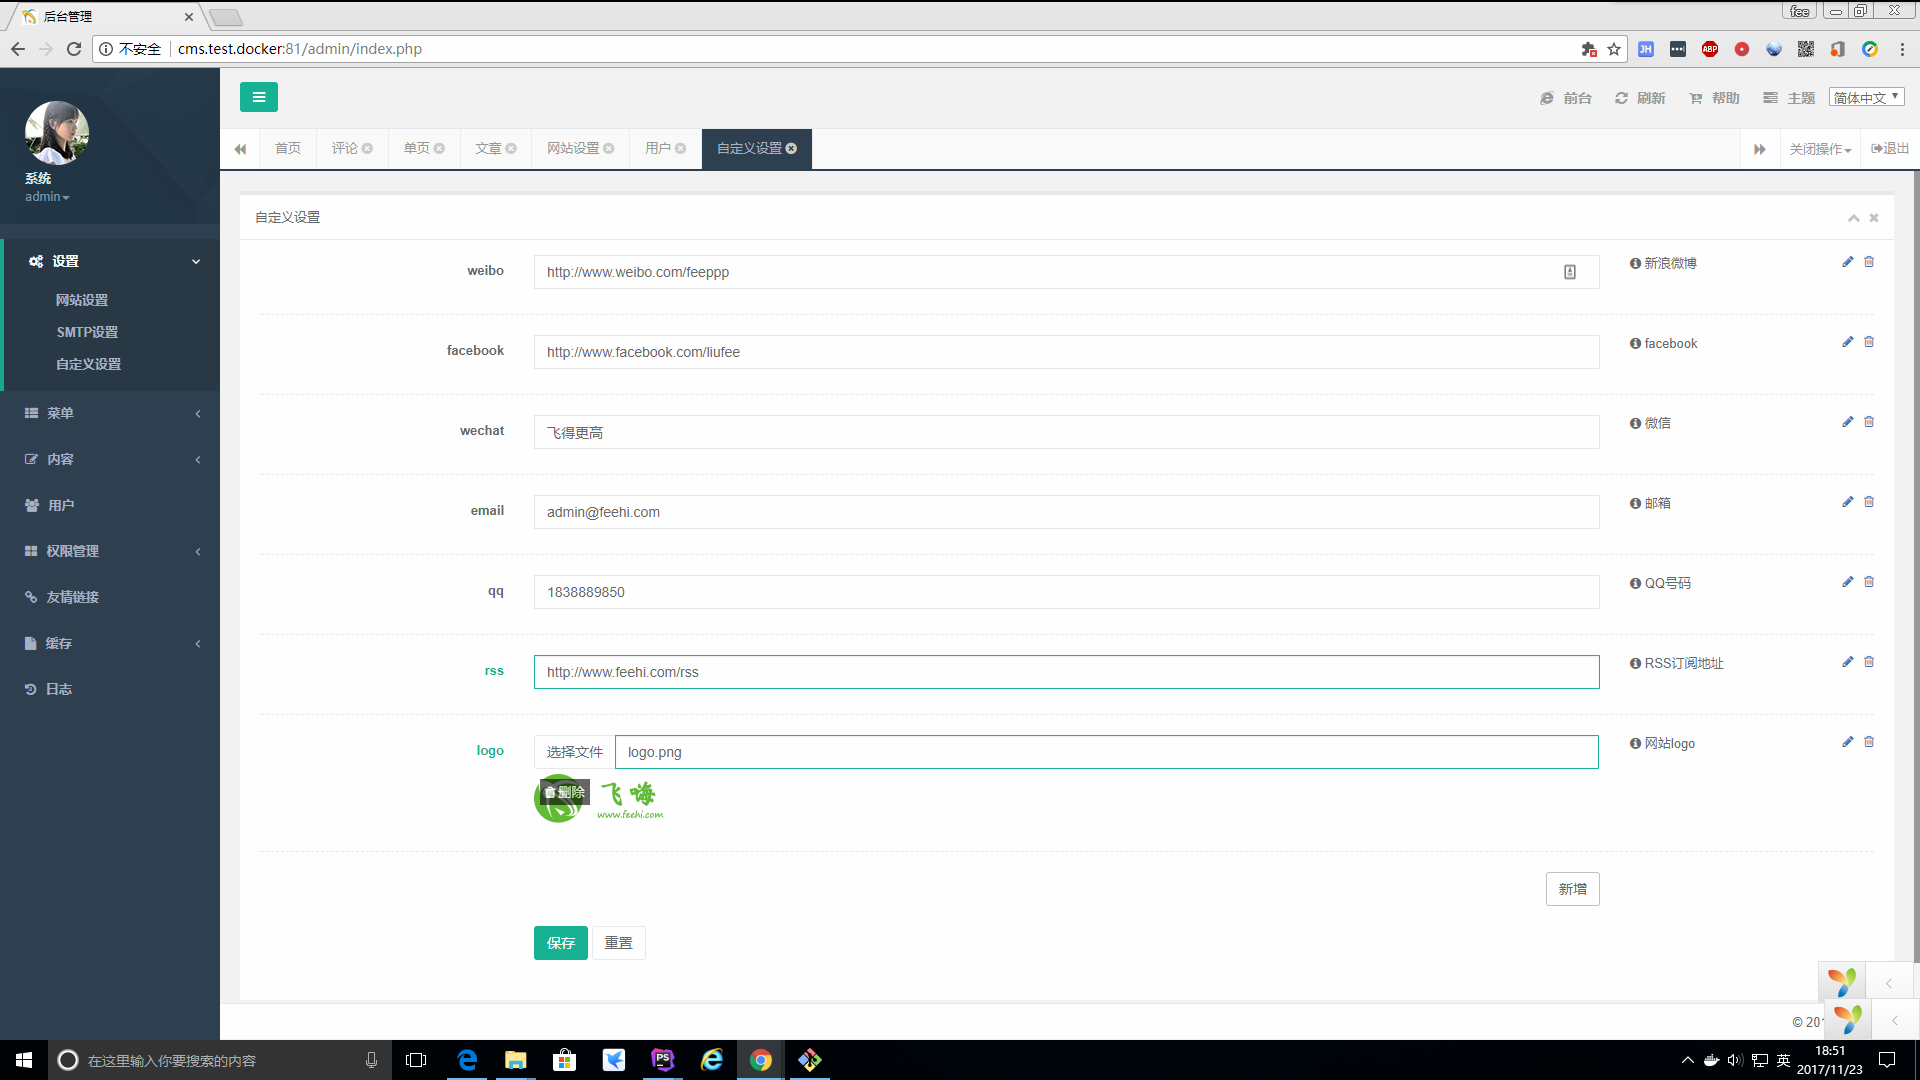 后台管理
fee
不安全 cms.test.docker:81/admin/index.php
JH ABP
系统
admin
前台 刷新 帮助 主题 简体中文
首页 评论 单页 文章 网站设置 用户 自定义设置 关闭操作 退出
设置
网站设置
SMTP设置
自定义设置
菜单
内容
用户
权限管理
友情链接
缓存
日志
自定义设置
weibo http://www.weibo.com/feeppp 新浪微博
facebook http://www.facebook.com/liufee facebook
wechat 飞得更高 微信
email admin@feehi.com 邮箱
qq 1838889850 QQ号码
rss http://www.feehi.com/rss RSS订阅地址
logo 选择文件 logo.png 网站logo
删除 飞嗨
www.feehi.com
新增
保存 重置
© 201
在这里输入你要搜索的内容
PS
英
18:51
2017/11/23